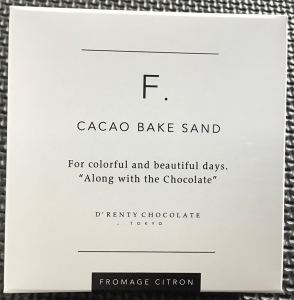 F.
CACAO BAKE SAND
For colorful and beautiful days.
"Along with the Chocolate"
D'RENTY CHOCOLATE
. TOKYO
FROMAGE CITRON